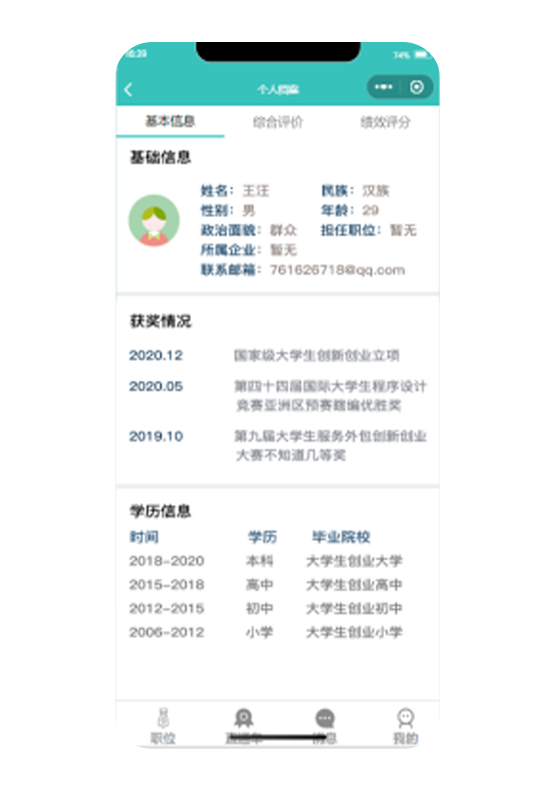 16:39
74%
个人档案
基本信息 综合评价 绩效评分
基础信息
姓名：王汪 民族：汉族
性别：男 年龄：29
政治面貌：群众 担任职位：暂无
所属企业：暂无
联系邮箱：761626718@qq.com
获奖情况
2020.12 国家级大学生创新创业立项
2020.05 第四十四届国际大学生程序设计
竞赛亚洲区预赛瞎编优胜奖
2019.10 第九届大学生服务外包创新创业
大赛不知道几等奖
学历信息
时间 学历 毕业院校
2018-2020 本科 大学生创业大学
2015-2018 高中 大学生创业高中
2012-2015 初中 大学生创业初中
2006-2012 小学 大学生创业小学
职位 直通车 消息 我的